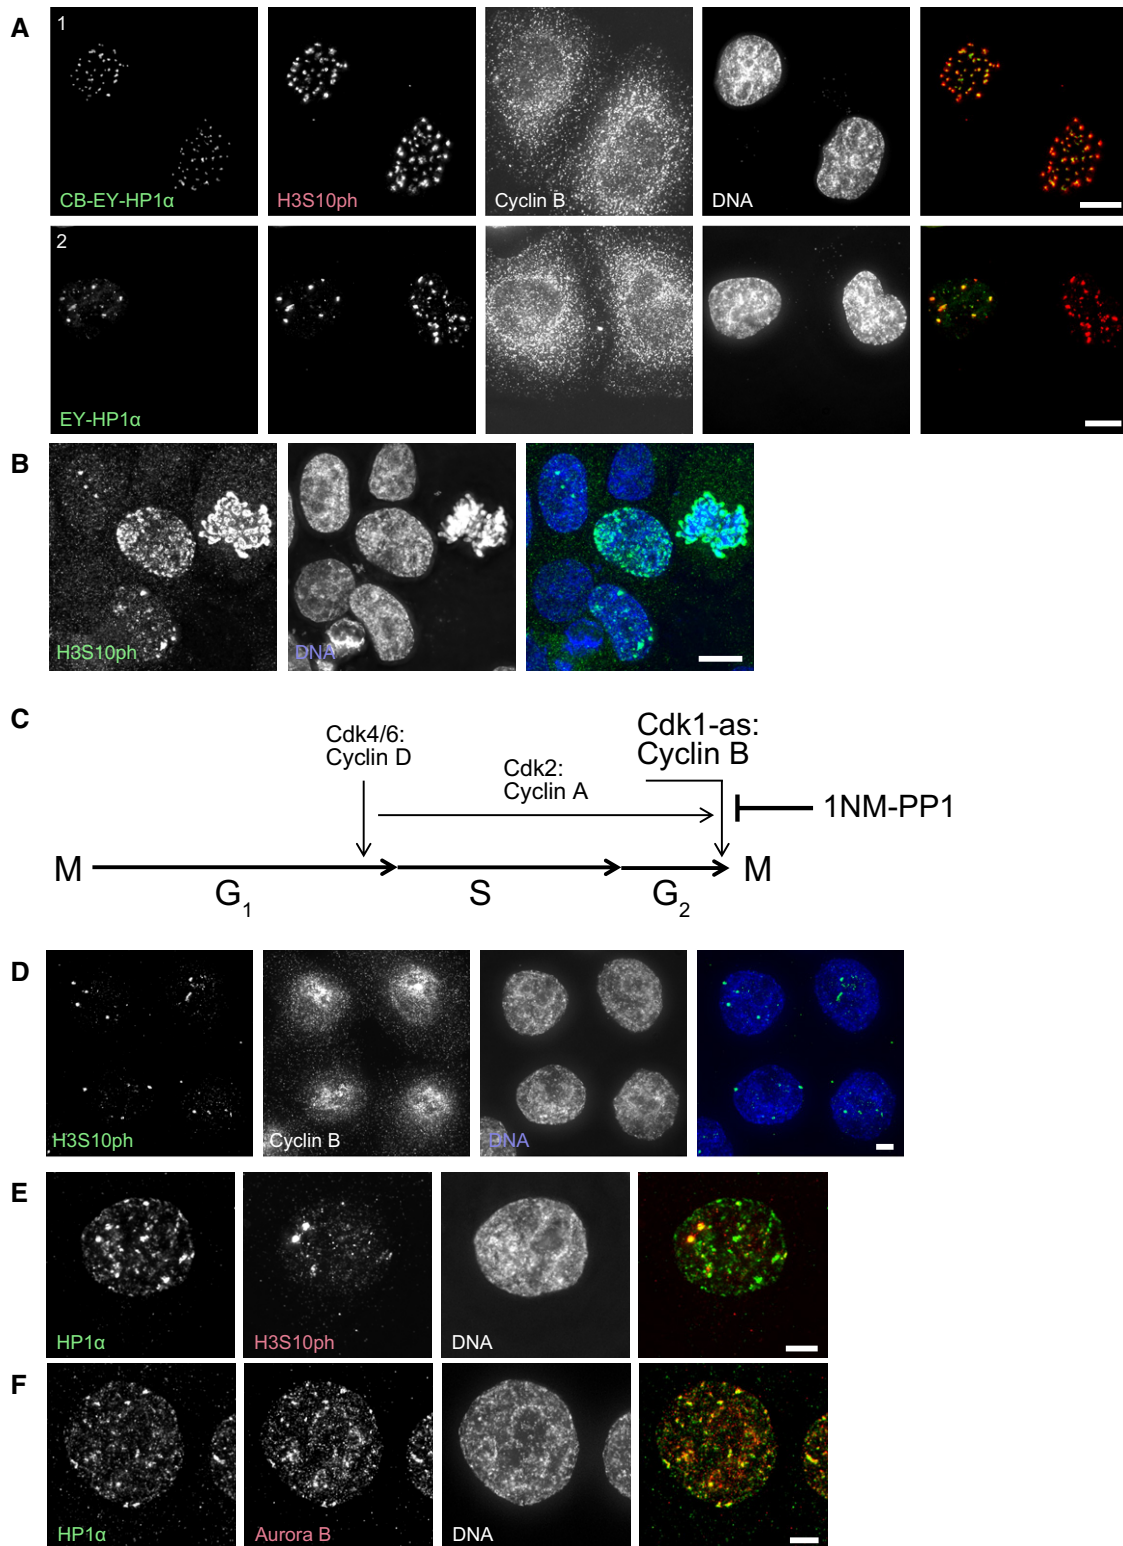 A
1
CB-EY-HP1α
H3S10ph
Cyclin B
DNA
2
EY-HP1α
B
H3S10ph
DNA
C
Cdk4/6:
Cyclin D
Cdk2:
Cyclin A
Cdk1-as:
Cyclin B
1NM-PP1
M
G1
S
G2
M
D
H3S10ph
Cyclin B
DNA
E
HP1α
H3S10ph
DNA
F
HP1α
Aurora B
DNA